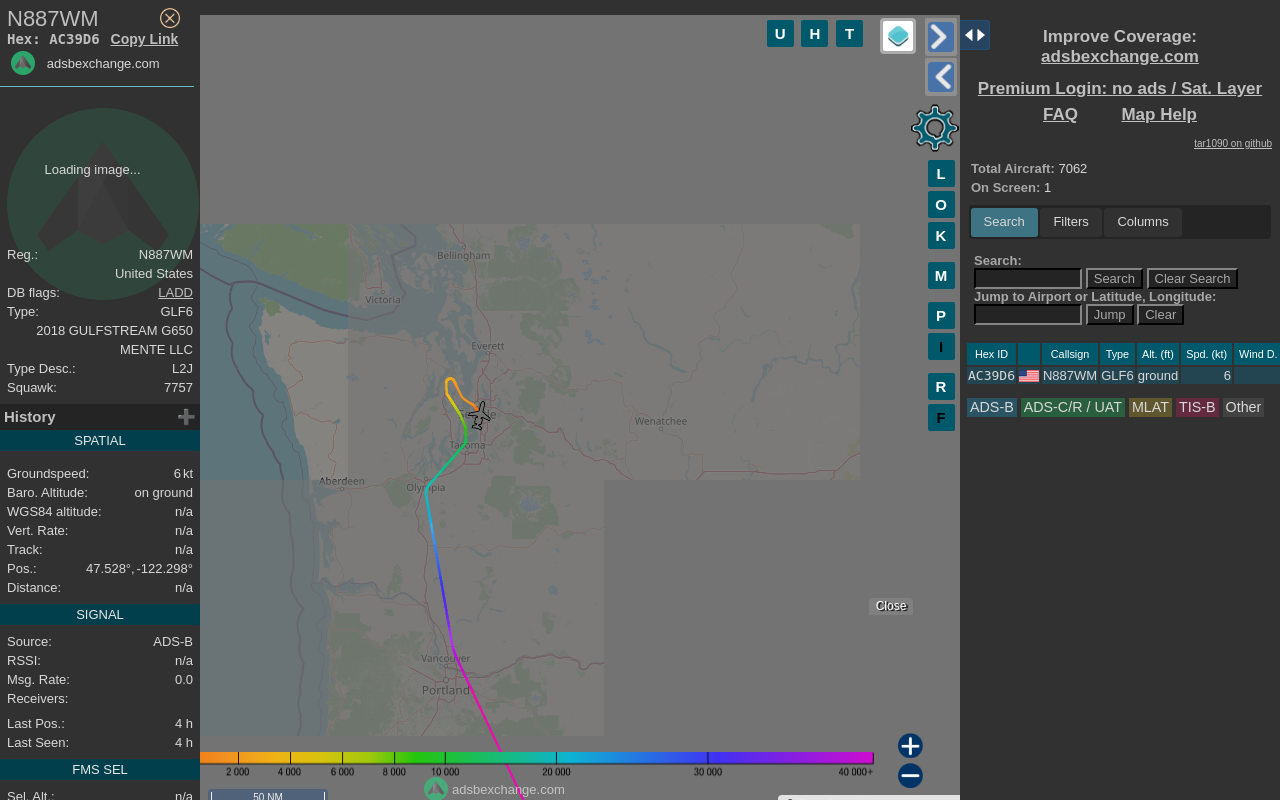 N887WM
Hex: AC39D6 Copy Link
adsbexchange.com
Loading image...
Reg.: N887WM
United States
DB flags: LADD
Type: GLF6
2018 GULFSTREAM G650
MENTE LLC
Type Desc.: L2J
Squawk: 7757
History
SPATIAL
Groundspeed: 6 kt
Baro. Altitude: on ground
WGS84 altitude: n/a
Vert. Rate: n/a
Track: n/a
Pos.: 47.528°, -122.298°
Distance: n/a
SIGNAL
Source: ADS-B
RSSI: n/a
Msg. Rate: 0.0
Receivers:
Last Pos.: 4 h
Last Seen: 4 h
FMS SEL
Sel. Alt.: n/a
U H T
L
O
K
M
P
I
R
F
Bellingham
Victoria
Everett
Wenatchee
Tacoma
Aberdeen
Olympia
Vancouver
Portland
Close
2 000 4 000 6 000 8 000 10 000 20 000 30 000 40 000+
adsbexchange.com
50 NM
Improve Coverage:
adsbexchange.com
Premium Login: no ads / Sat. Layer
FAQ Map Help
tar1090 on github
Total Aircraft: 7062
On Screen: 1
Search Filters Columns
Search:
Search Clear Search
Jump to Airport or Latitude, Longitude:
Jump Clear
Hex ID Callsign Type Alt. (ft) Spd. (kt) Wind D.
AC39D6 N887WM GLF6 ground 6
ADS-B ADS-C/R / UAT MLAT TIS-B Other